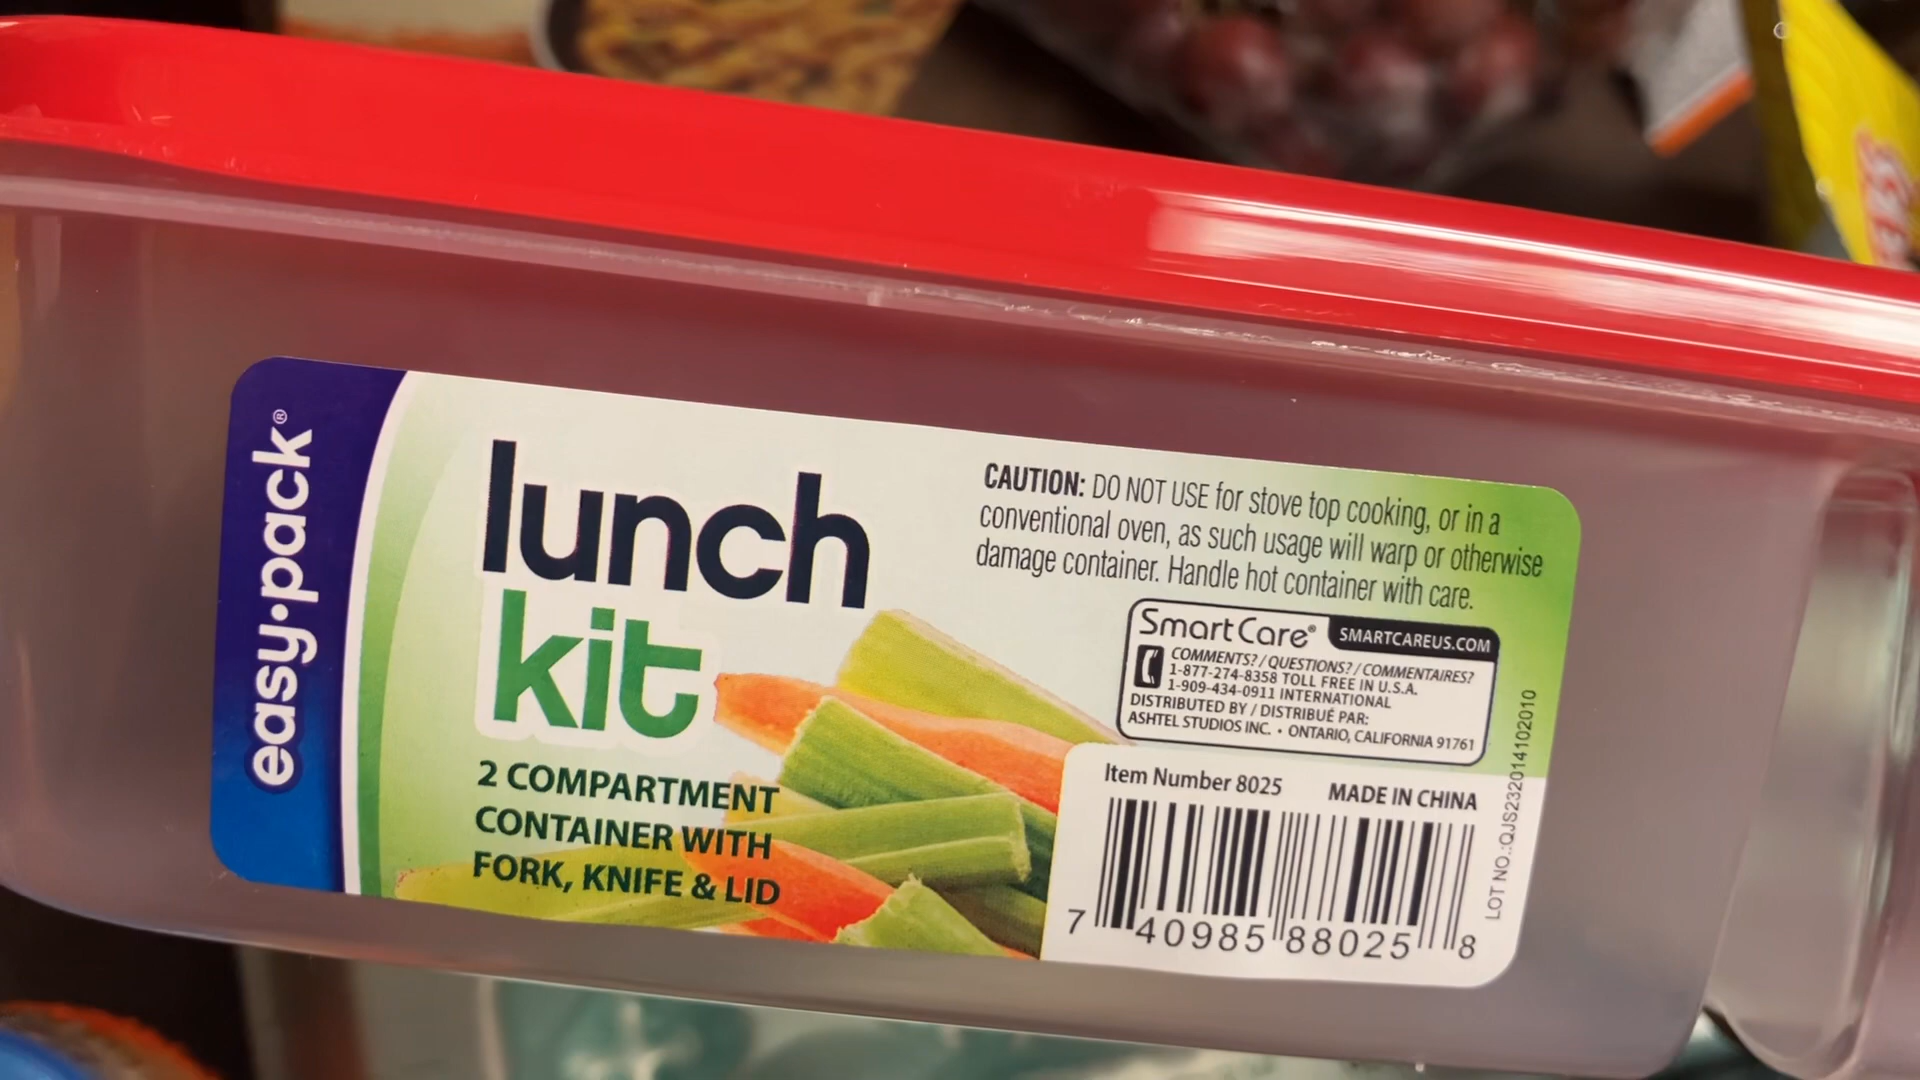 easy·pack®
lunch
kit
2 COMPARTMENT
CONTAINER WITH
FORK, KNIFE & LID
CAUTION: DO NOT USE for stove top cooking, or in a
conventional oven, as such usage will warp or otherwise
damage container. Handle hot container with care.
SmartCare® SMARTCAREUS.COM
COMMENTS? / QUESTIONS? / COMMENTAIRES?
1-877-274-8358 TOLL FREE IN U.S.A.
1-909-434-0911 INTERNATIONAL
DISTRIBUTED BY / DISTRIBUÉ PAR:
ASHTEL STUDIOS INC. • ONTARIO, CALIFORNIA 91761
Item Number 8025 MADE IN CHINA
7 40985 88025 8
LOT NO.:QJS232014102010